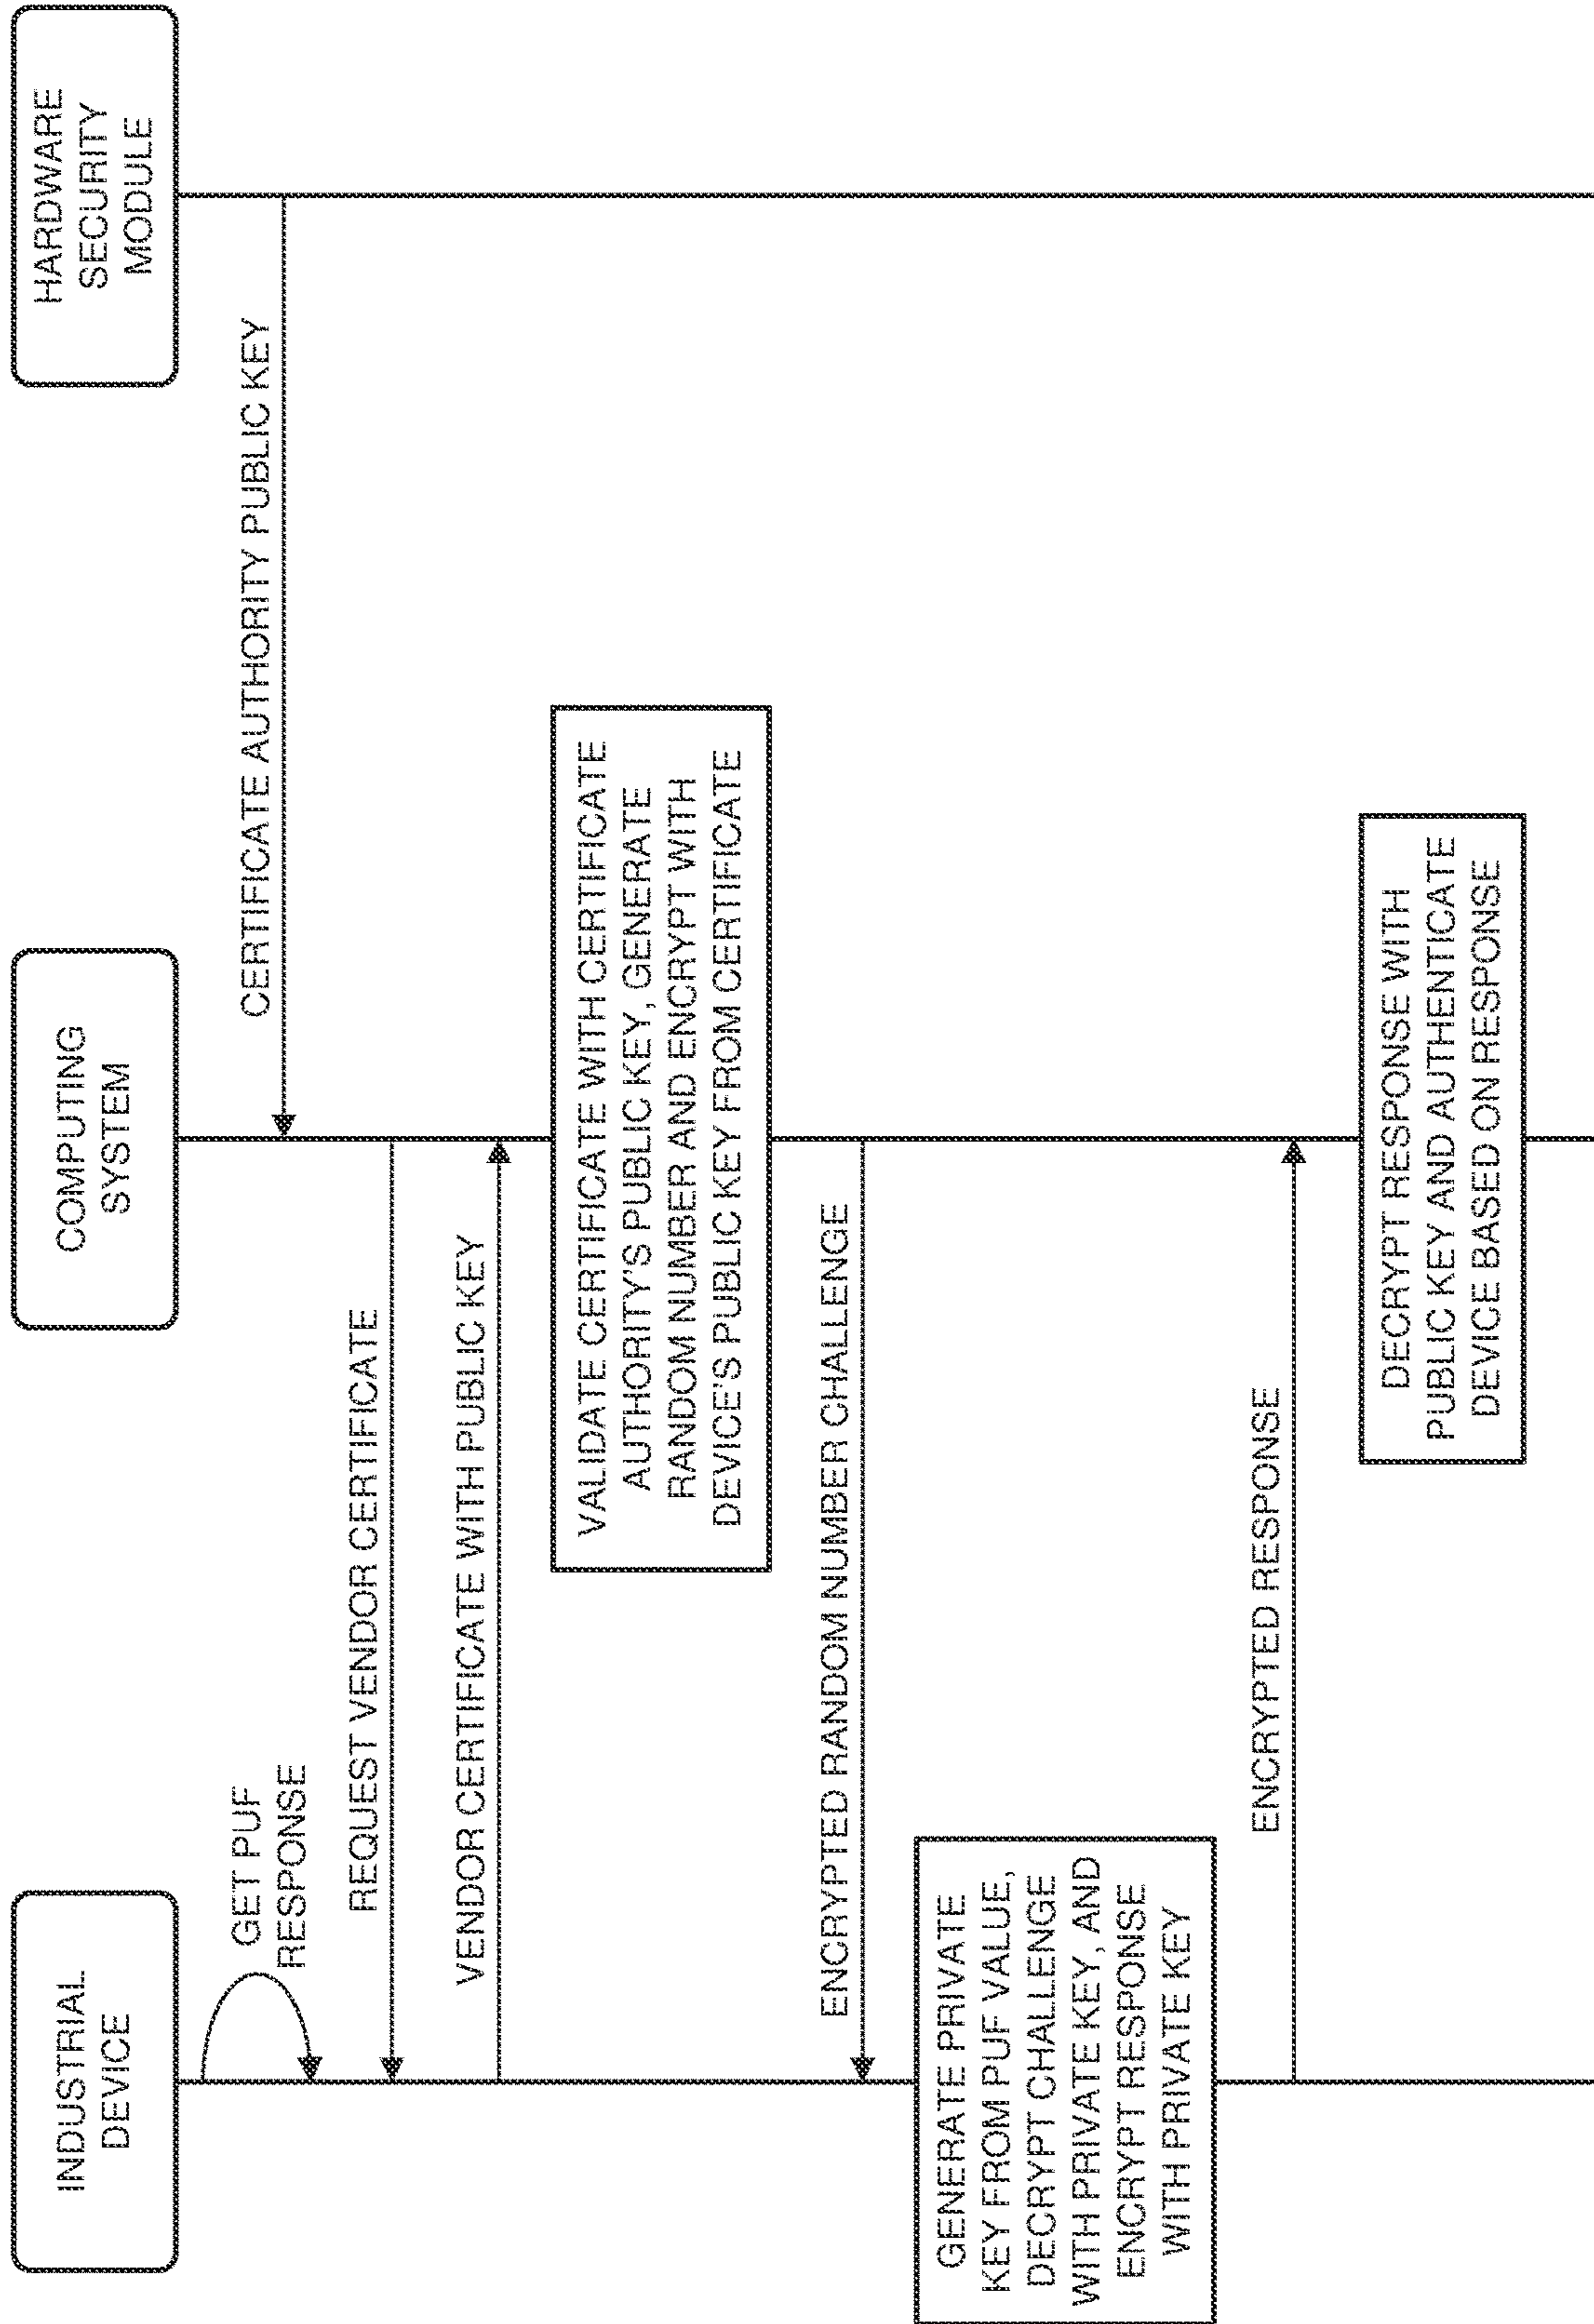 INDUSTRIAL
DEVICE
COMPUTING
SYSTEM
HARDWARE
SECURITY
MODULE
GET PUF
RESPONSE
CERTIFICATE AUTHORITY PUBLIC KEY
REQUEST VENDOR CERTIFICATE
VENDOR CERTIFICATE WITH PUBLIC KEY
VALIDATE CERTIFICATE WITH CERTIFICATE
AUTHORITY'S PUBLIC KEY, GENERATE
RANDOM NUMBER AND ENCRYPT WITH
DEVICE'S PUBLIC KEY FROM CERTIFICATE
ENCRYPTED RANDOM NUMBER CHALLENGE
GENERATE PRIVATE
KEY FROM PUF VALUE,
DECRYPT CHALLENGE
WITH PRIVATE KEY, AND
ENCRYPT RESPONSE
WITH PRIVATE KEY
ENCRYPTED RESPONSE
DECRYPT RESPONSE WITH
PUBLIC KEY AND AUTHENTICATE
DEVICE BASED ON RESPONSE